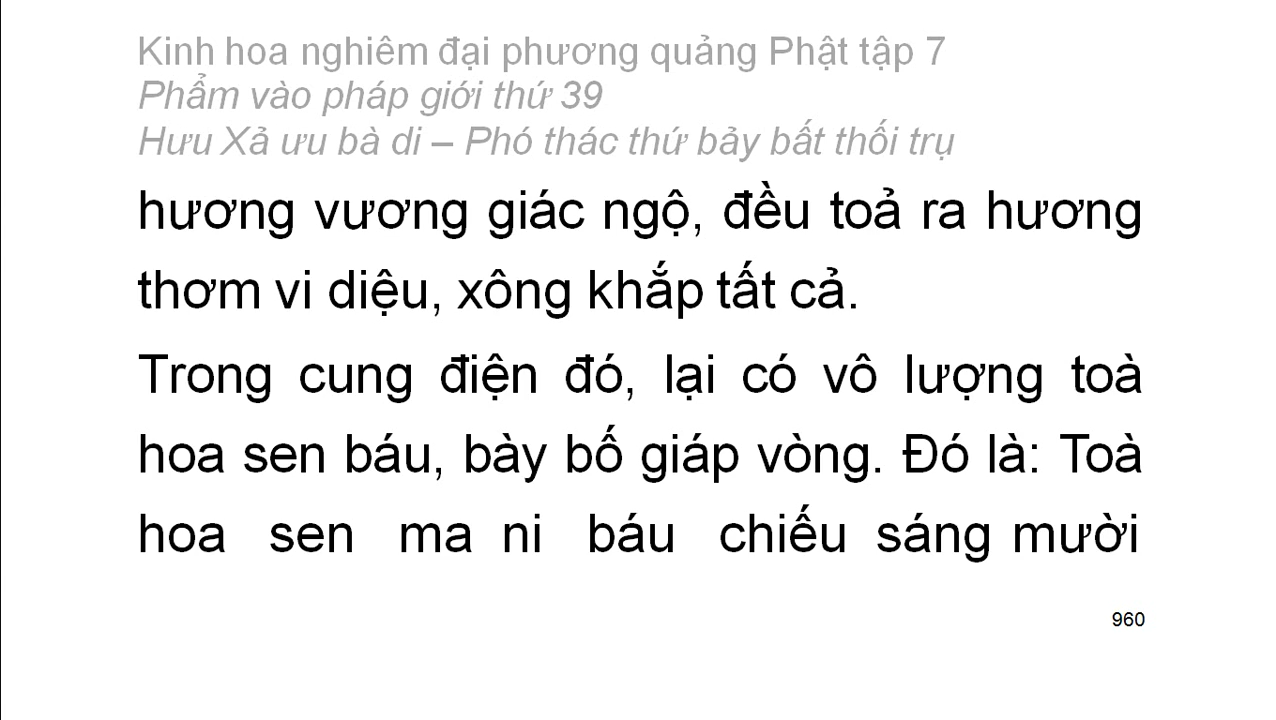 Kinh hoa nghiêm đại phương quảng Phật tập 7
Phẩm vào pháp giới thứ 39
Hưu Xả ưu bà di – Phó thác thứ bảy bất thối trụ
hương vương giác ngộ, đều toả ra hương
thơm vi diệu, xông khắp tất cả.
Trong cung điện đó, lại có vô lượng toà
hoa sen báu, bày bố giáp vòng. Đó là: Toà
hoa sen ma ni báu chiếu sáng mười
960